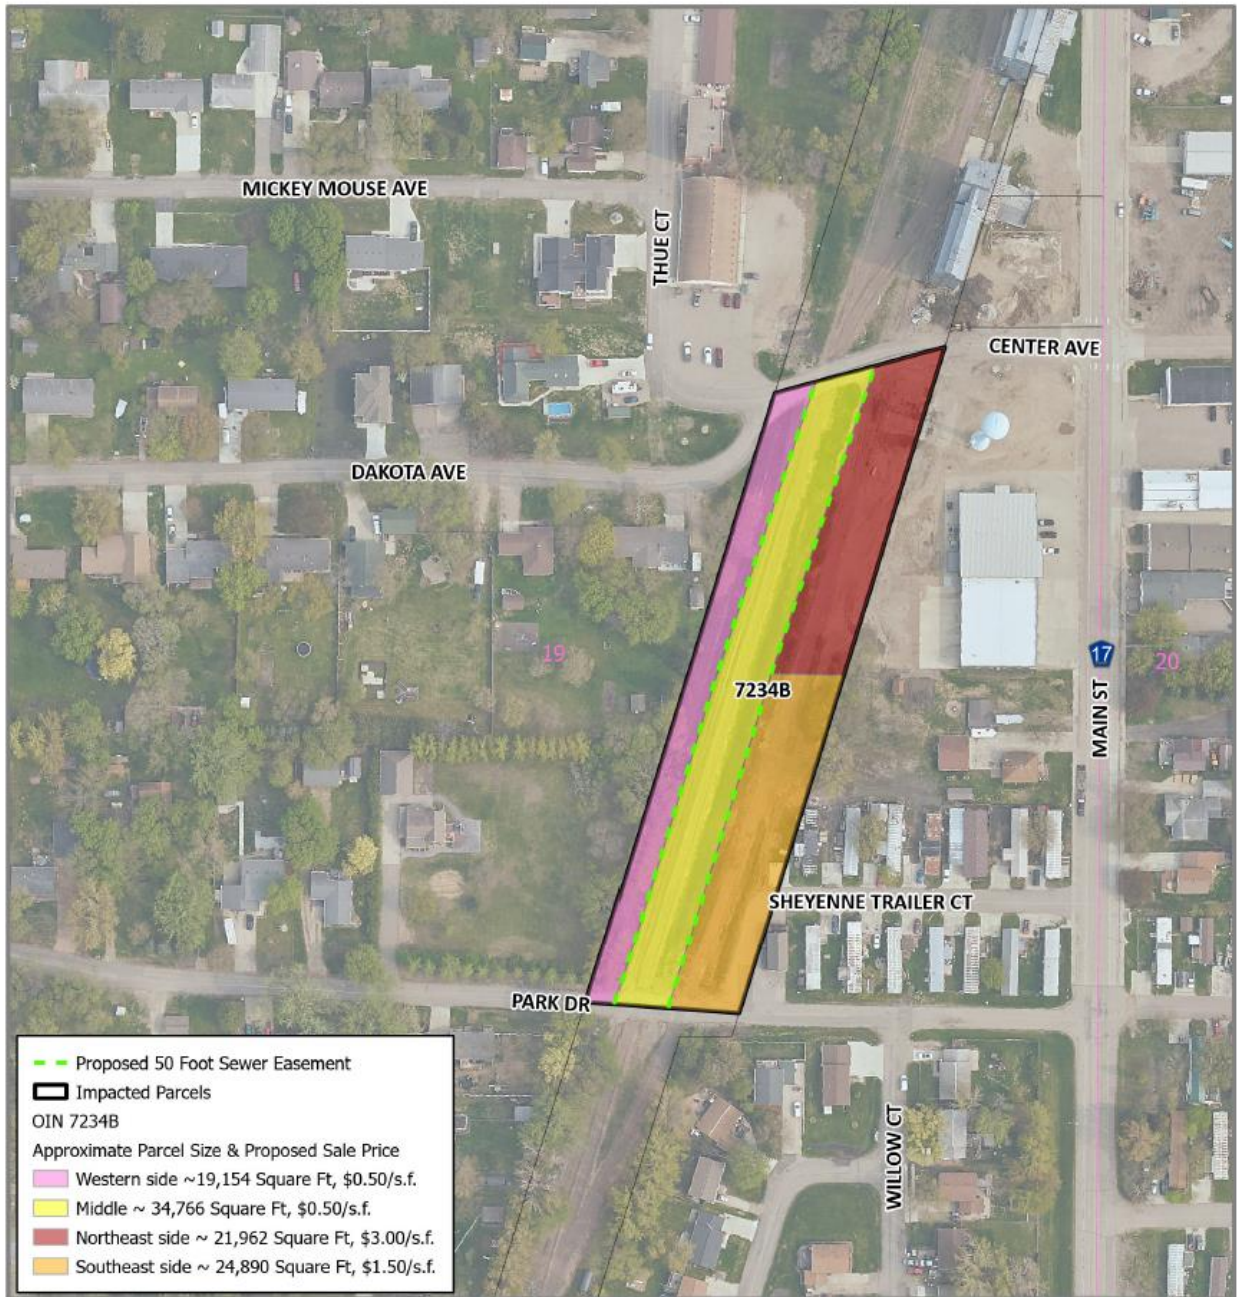 MICKEY MOUSE AVE
THUE CT
CENTER AVE
DAKOTA AVE
19
17
20
7234B
MAIN ST
SHEYENNE TRAILER CT
PARK DR
WILLOW CT
Proposed 50 Foot Sewer Easement
Impacted Parcels
OIN 7234B
Approximate Parcel Size & Proposed Sale Price
Western side ~19,154 Square Ft, $0.50/s.f.
Middle ~ 34,766 Square Ft, $0.50/s.f.
Northeast side ~ 21,962 Square Ft, $3.00/s.f.
Southeast side ~ 24,890 Square Ft, $1.50/s.f.